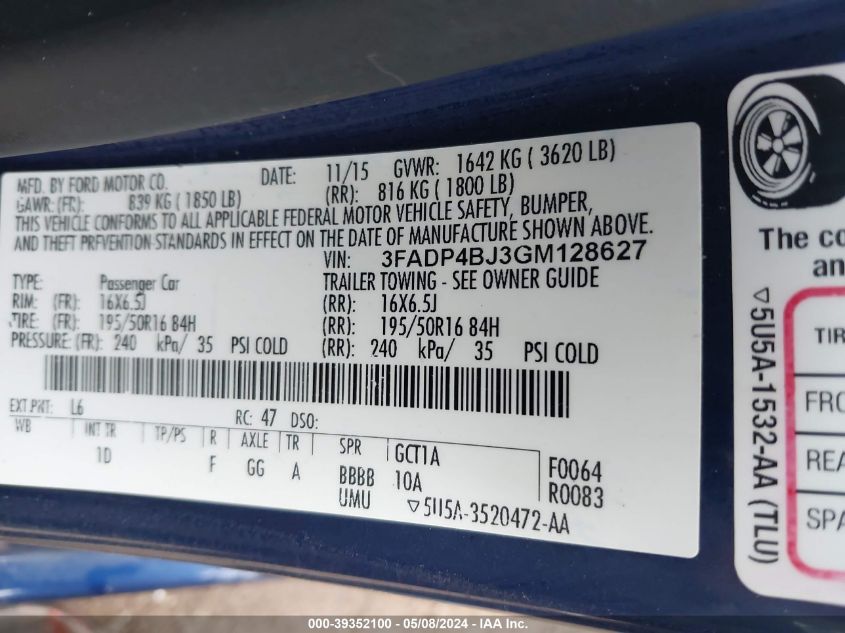 MFD. BY FORD MOTOR CO. DATE: 11/15 GVWR: 1642 KG ( 3620 LB)
GAWR: (FR): 839 KG ( 1850 LB) (RR): 816 KG ( 1800 LB)
THIS VEHICLE CONFORMS TO ALL APPLICABLE FEDERAL MOTOR VEHICLE SAFETY, BUMPER,
AND THEFT PREVENTION STANDARDS IN EFFECT ON THE DATE OF MANUFACTURE SHOWN ABOVE.
VIN: 3FADP4BJ3GM128627
TYPE: Passenger Car TRAILER TOWING - SEE OWNER GUIDE
RIM: (FR): 16X6.5J (RR): 16X6.5J
TIRE: (FR): 195/50R16 84H (RR): 195/50R16 84H
PRESSURE: (FR): 240 kPa/ 35 PSI COLD (RR): 240 kPa/ 35 PSI COLD
EXT PNT: L6 RC: 47 DSO:
WB INT TR TP/PS R AXLE TR SPR GCT1A F0064
1D F GG A BBBB 10A R0083
UMU ▽5U5A-3520472-AA
The co
an
▽5U5A-1532-AA (TLU)
TIR
FRO
REA
SPA
000-39352100 - 05/08/2024 - IAA Inc.